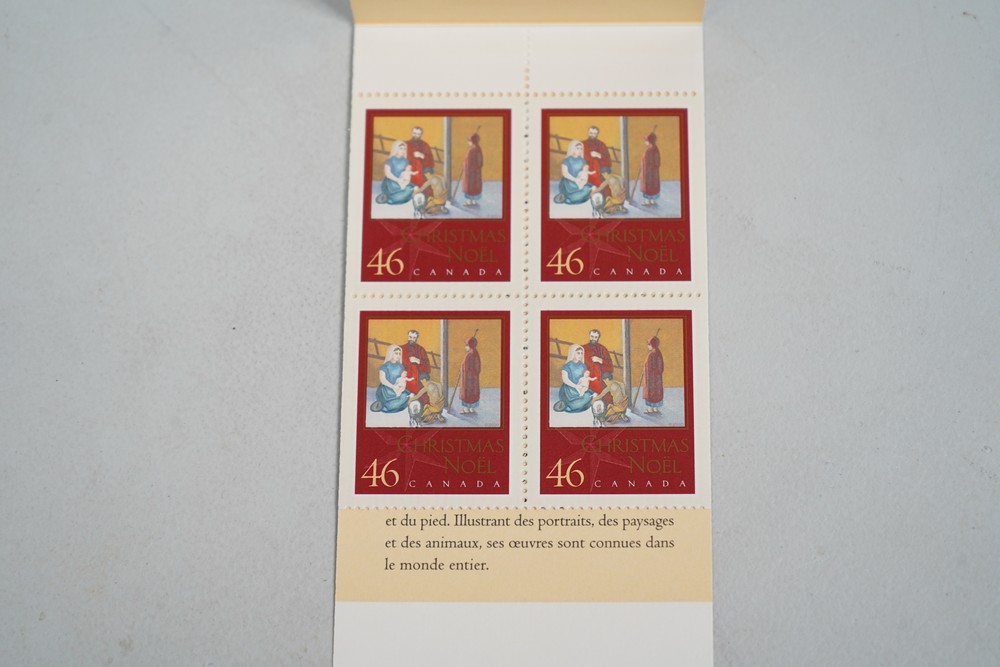 CHRISTMAS CHRISTMAS
NOËL NOËL
46 CANADA 46 CANADA
CHRISTMAS CHRISTMAS
NOËL NOËL
46 CANADA 46 CANADA
et du pied. Illustrant des portraits, des paysages
et des animaux, ses œuvres sont connues dans
le monde entier.